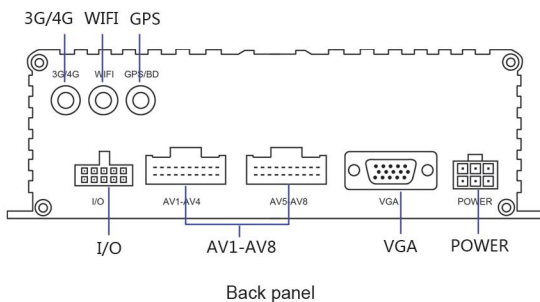 3G/4G WIFI GPS
3G/4G WIFI GPS/BD
I/O AV1-AV4 AV5-AV8 VGA POWER
I/O AV1-AV8 VGA POWER
Back panel